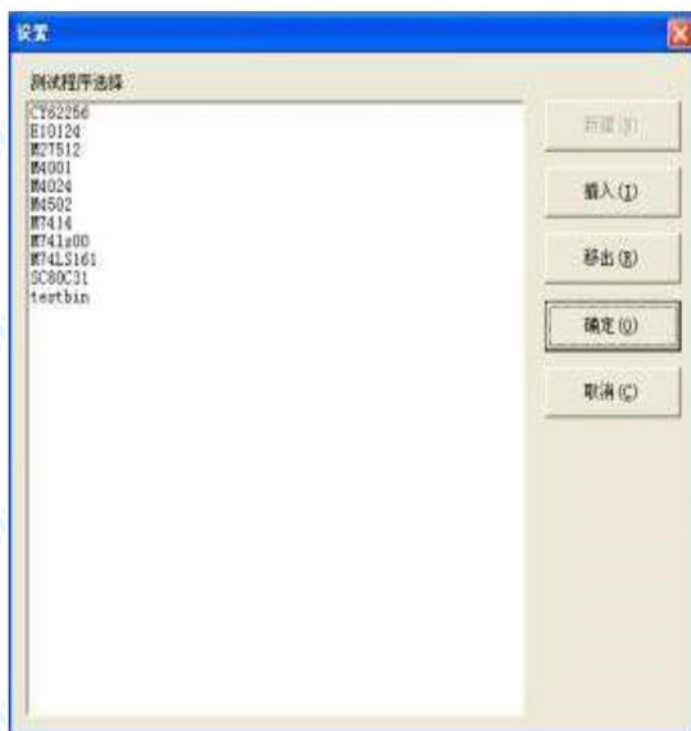 设置
测试程序选择
CY62256
E10124
M27512
M4001
M4024
M4502
M7414
M74ls00
M74LS161
SC80C31
testbin
新建(N)
插入(I)
移出(R)
确定(O)
取消(C)